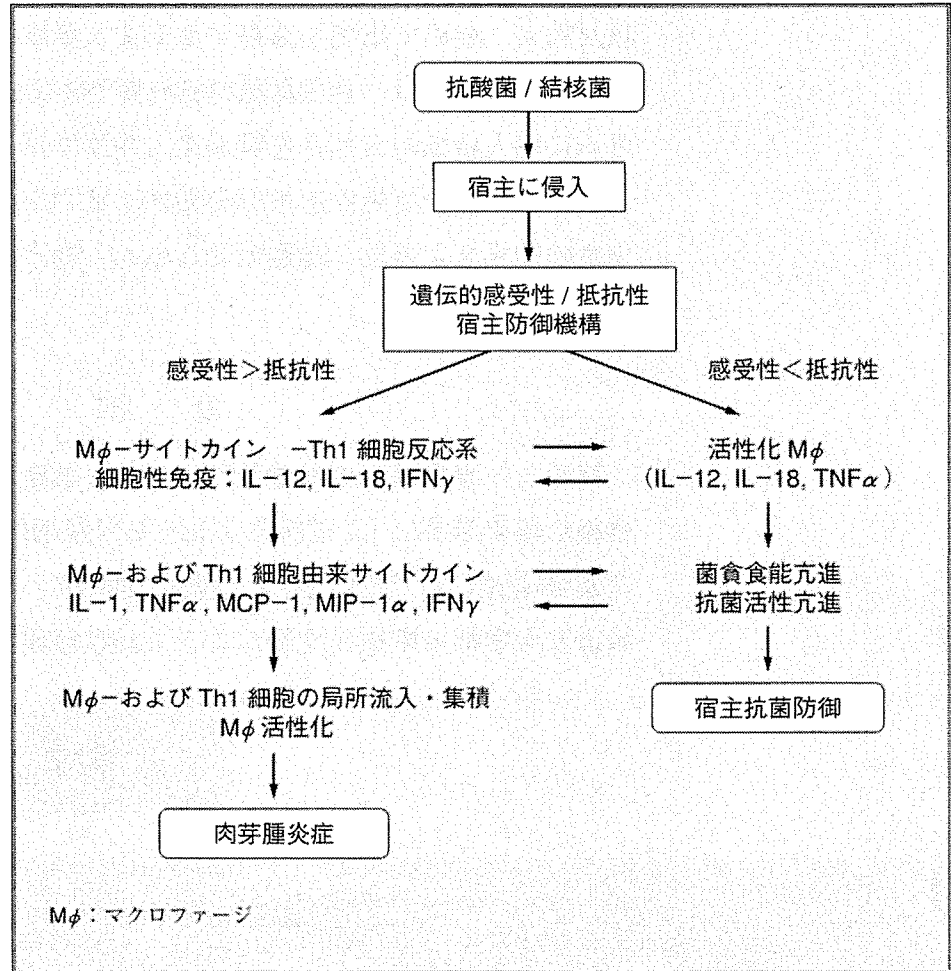 抗酸菌 / 結核菌
宿主に侵入
遺伝的感受性 / 抵抗性
宿主防御機構
感受性＞抵抗性
感受性＜抵抗性
Mφ−サイトカイン −Th1 細胞反応系
細胞性免疫：IL−12, IL−18, IFNγ
活性化 Mφ
（IL−12, IL−18, TNFα）
Mφ−および Th1 細胞由来サイトカイン
IL−1, TNFα, MCP−1, MIP−1α, IFNγ
菌貪食能亢進
抗菌活性亢進
Mφ−および Th1 細胞の局所流入・集積
Mφ 活性化
宿主抗菌防御
肉芽腫炎症
Mφ：マクロファージ